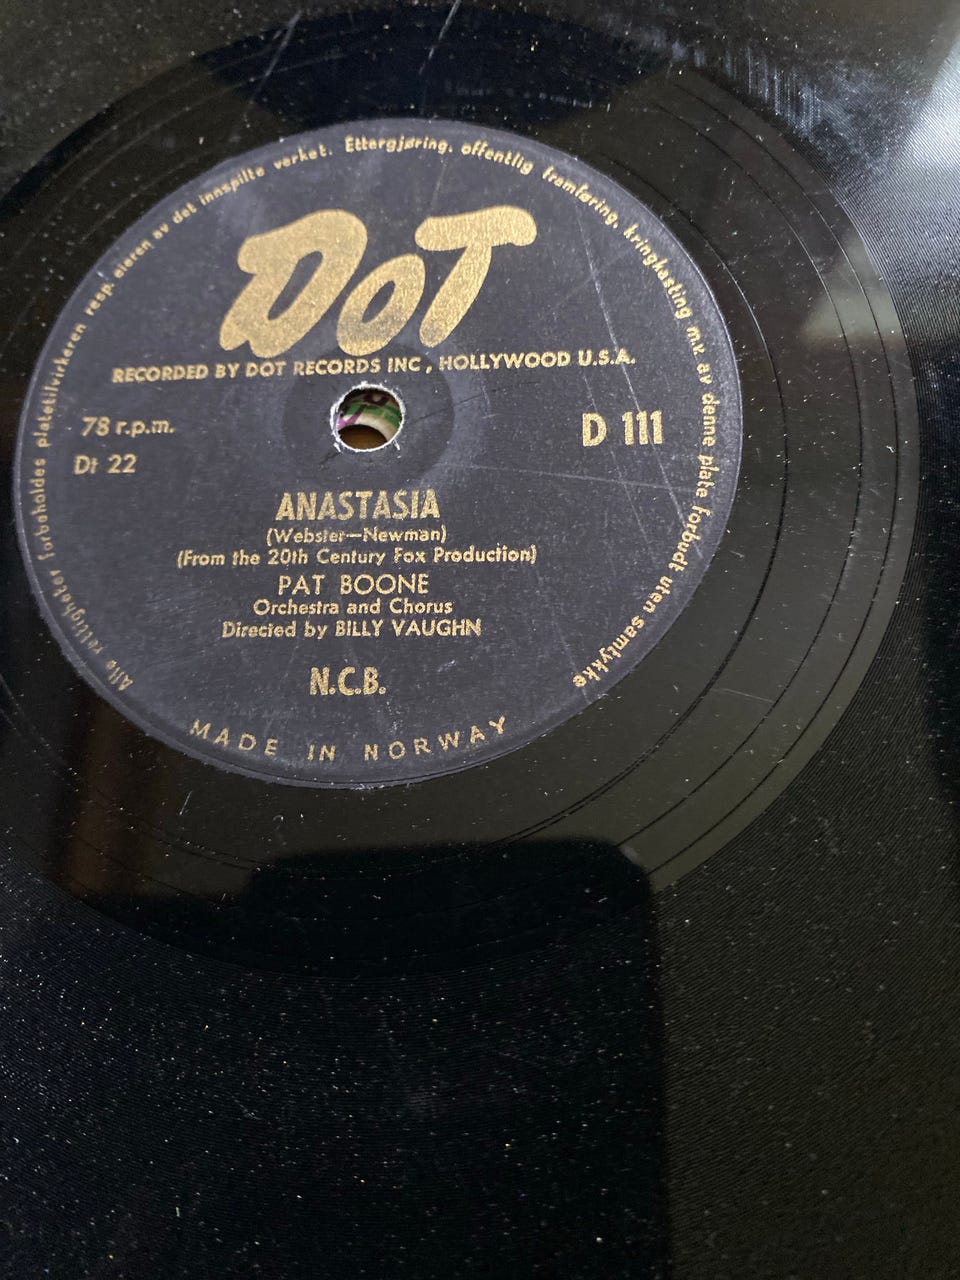 Alle rettigheter forbeholdes platetilvirkeren resp. eieren av det innspilte verket. Ettergjøring, offentlig framføring, kringkasting m.v. av denne plate forbudt uten samtykke
DOT
RECORDED BY DOT RECORDS INC, HOLLYWOOD U.S.A.
78 r.p.m.
D 111
Dt 22
ANASTASIA
(Webster—Newman)
(From the 20th Century Fox Production)
PAT BOONE
Orchestra and Chorus
Directed by BILLY VAUGHN
N.C.B.
MADE IN NORWAY